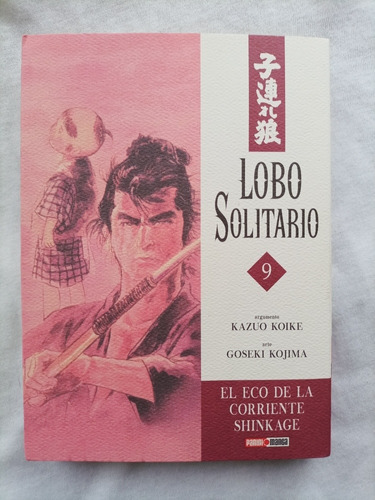 子連れ狼
LOBO
SOLITARIO
9
argumento
KAZUO KOIKE
arte
GOSEKI KOJIMA
EL ECO DE LA
CORRIENTE
SHINKAGE
PANINI MANGA